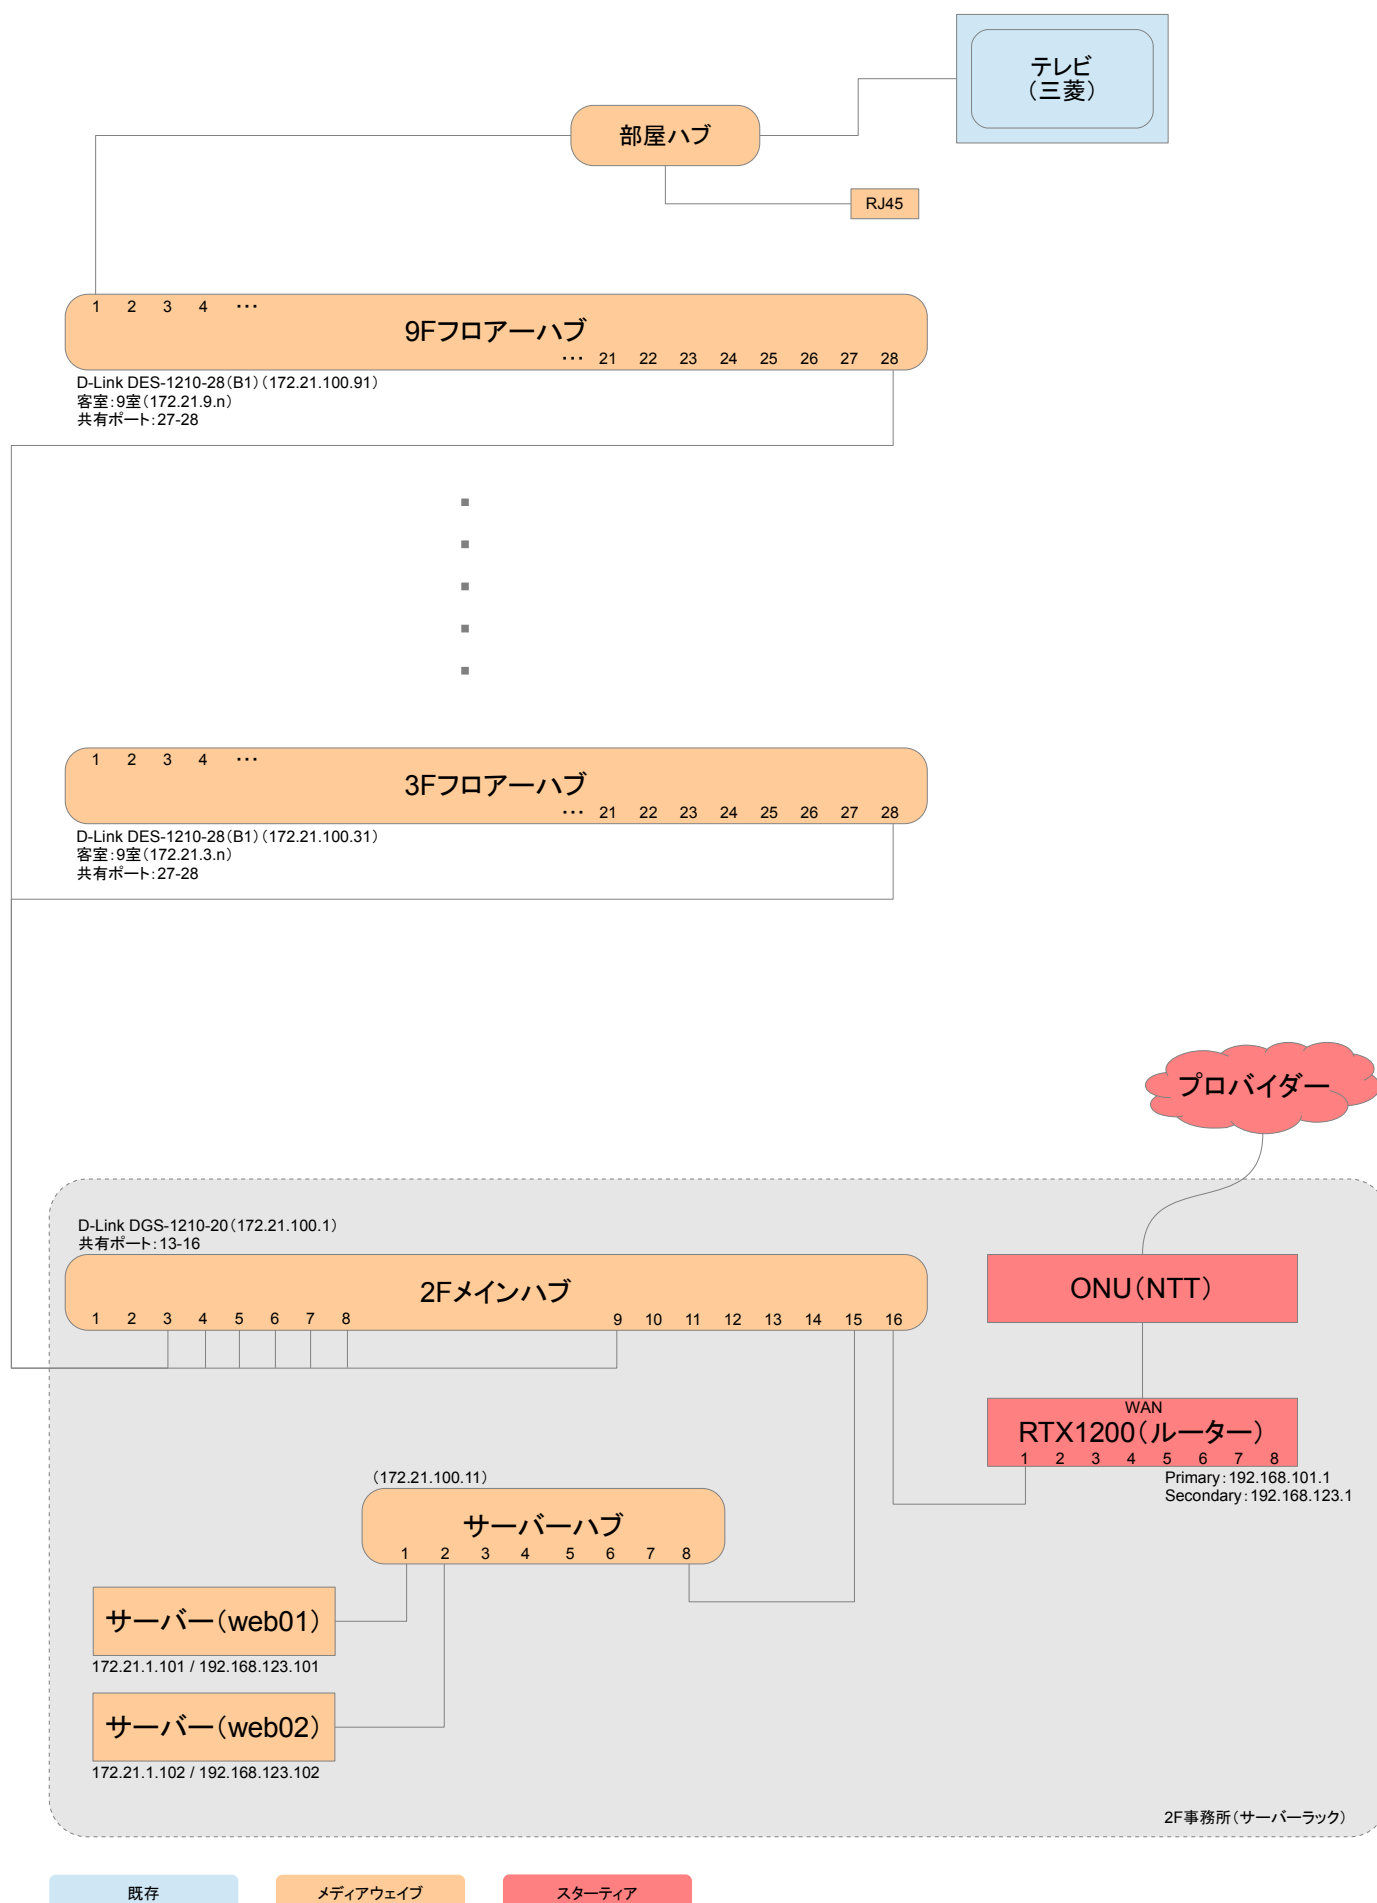 テレビ
（三菱）
部屋ハブ
RJ45
1 2 3 4 ･･･
9Fフロアーハブ
･･･ 21 22 23 24 25 26 27 28
D-Link DES-1210-28（B1）（172.21.100.91）
客室：9室（172.21.9.n）
共有ポート：27-28
1 2 3 4 ･･･
3Fフロアーハブ
･･･ 21 22 23 24 25 26 27 28
D-Link DES-1210-28（B1）（172.21.100.31）
客室：9室（172.21.3.n）
共有ポート：27-28
プロバイダー
D-Link DGS-1210-20（172.21.100.1）
共有ポート：13-16
2Fメインハブ
1 2 3 4 5 6 7 8 9 10 11 12 13 14 15 16
ONU（NTT）
WAN
RTX1200（ルーター）
1 2 3 4 5 6 7 8
Primary：192.168.101.1
Secondary：192.168.123.1
（172.21.100.11）
サーバーハブ
1 2 3 4 5 6 7 8
サーバー（web01）
172.21.1.101 / 192.168.123.101
サーバー（web02）
172.21.1.102 / 192.168.123.102
2F事務所（サーバーラック）
既存
メディアウェイブ
スターティア